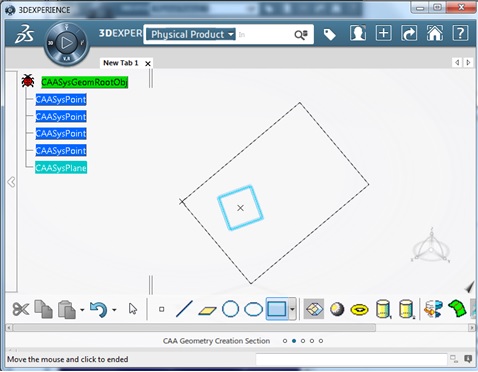 3DEXPERIENCE
3DEXPER
Physical Product
In
New Tab 1
CAASysGeomRootObj
CAASysPoint
CAASysPoint
CAASysPoint
CAASysPoint
CAASysPlane
CAA Geometry Creation Section
Move the mouse and click to ended